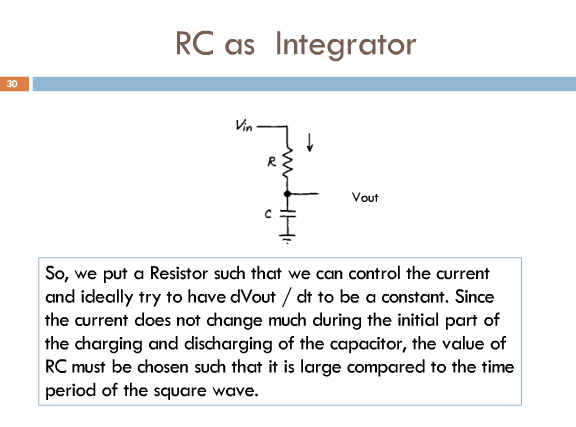 RC as Integrator
30
Vin
R
Vout
C
So, we put a Resistor such that we can control the current
and ideally try to have dVout / dt to be a constant. Since
the current does not change much during the initial part of
the charging and discharging of the capacitor, the value of
RC must be chosen such that it is large compared to the time
period of the square wave.